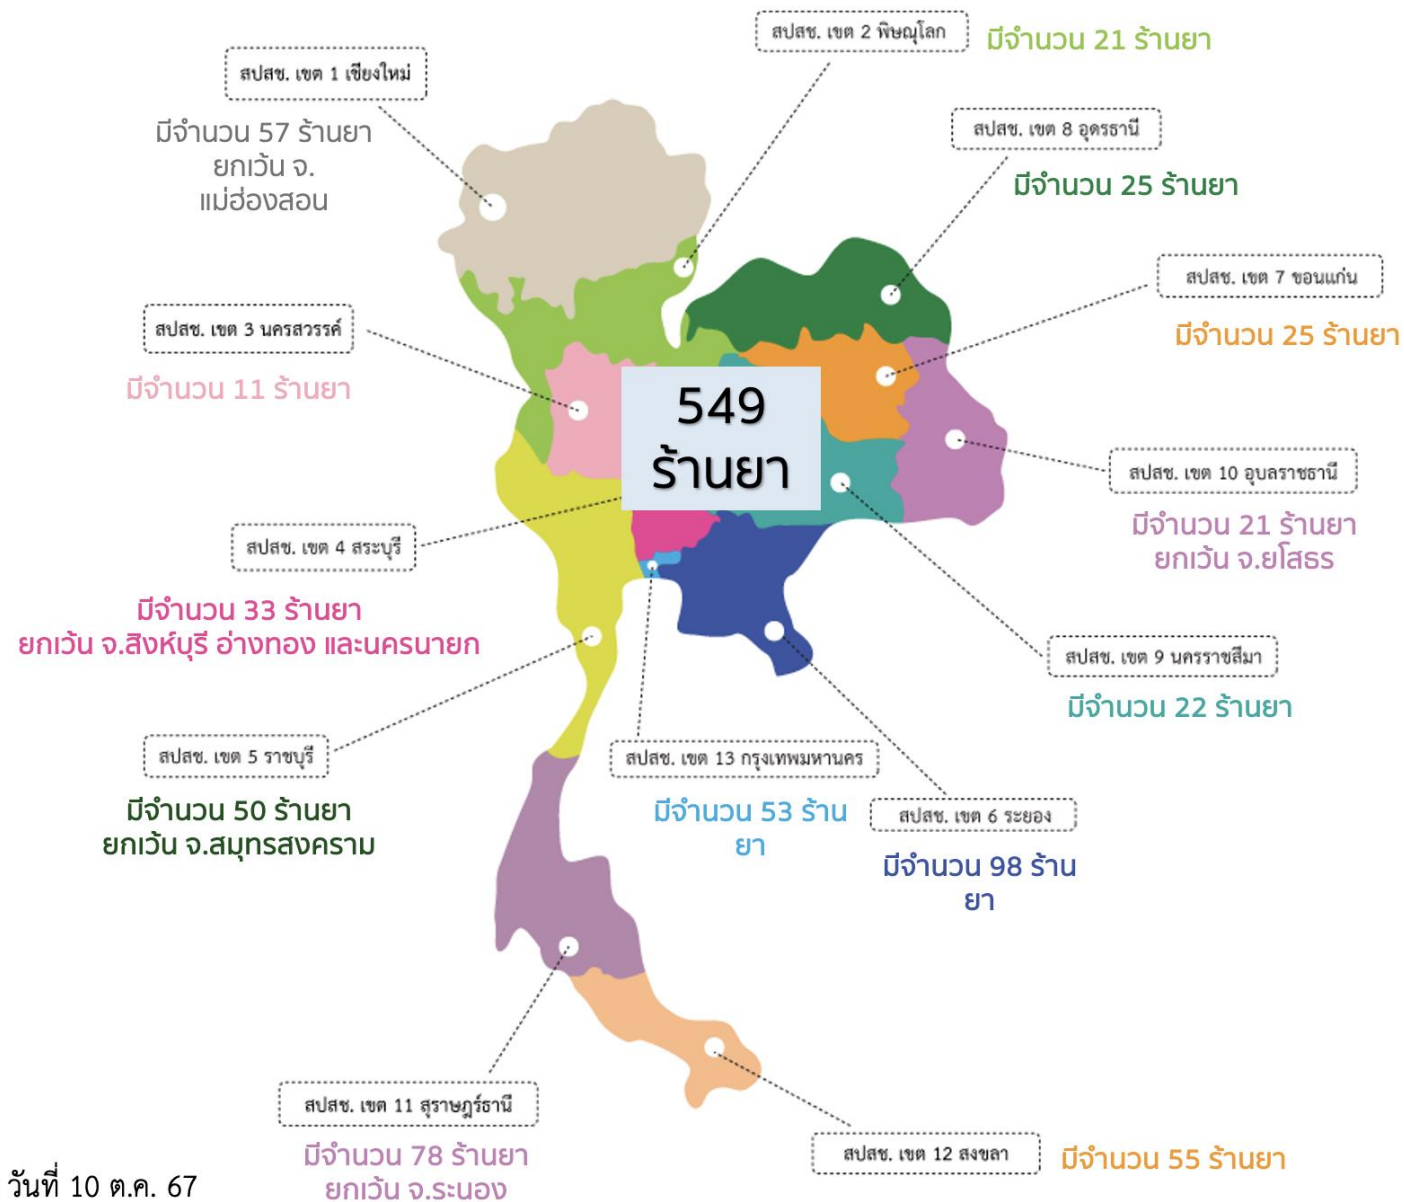 สปสช. เขต 2 พิษณุโลก
มีจำนวน 21 ร้านยา
สปสช. เขต 1 เชียงใหม่
มีจำนวน 57 ร้านยา
ยกเว้น จ.
แม่ฮ่องสอน
สปสช. เขต 8 อุดรธานี
มีจำนวน 25 ร้านยา
สปสช. เขต 7 ขอนแก่น
มีจำนวน 25 ร้านยา
สปสช. เขต 3 นครสวรรค์
มีจำนวน 11 ร้านยา
549
ร้านยา
สปสช. เขต 10 อุบลราชธานี
มีจำนวน 21 ร้านยา
ยกเว้น จ.ยโสธร
สปสช. เขต 4 สระบุรี
มีจำนวน 33 ร้านยา
ยกเว้น จ.สิงห์บุรี อ่างทอง และนครนายก
สปสช. เขต 9 นครราชสีมา
มีจำนวน 22 ร้านยา
สปสช. เขต 5 ราชบุรี
มีจำนวน 50 ร้านยา
ยกเว้น จ.สมุทรสงคราม
สปสช. เขต 13 กรุงเทพมหานคร
มีจำนวน 53 ร้าน
ยา
สปสช. เขต 6 ระยอง
มีจำนวน 98 ร้าน
ยา
สปสช. เขต 11 สุราษฎร์ธานี
มีจำนวน 78 ร้านยา
ยกเว้น จ.ระนอง
สปสช. เขต 12 สงขลา
มีจำนวน 55 ร้านยา
วันที่ 10 ต.ค. 67